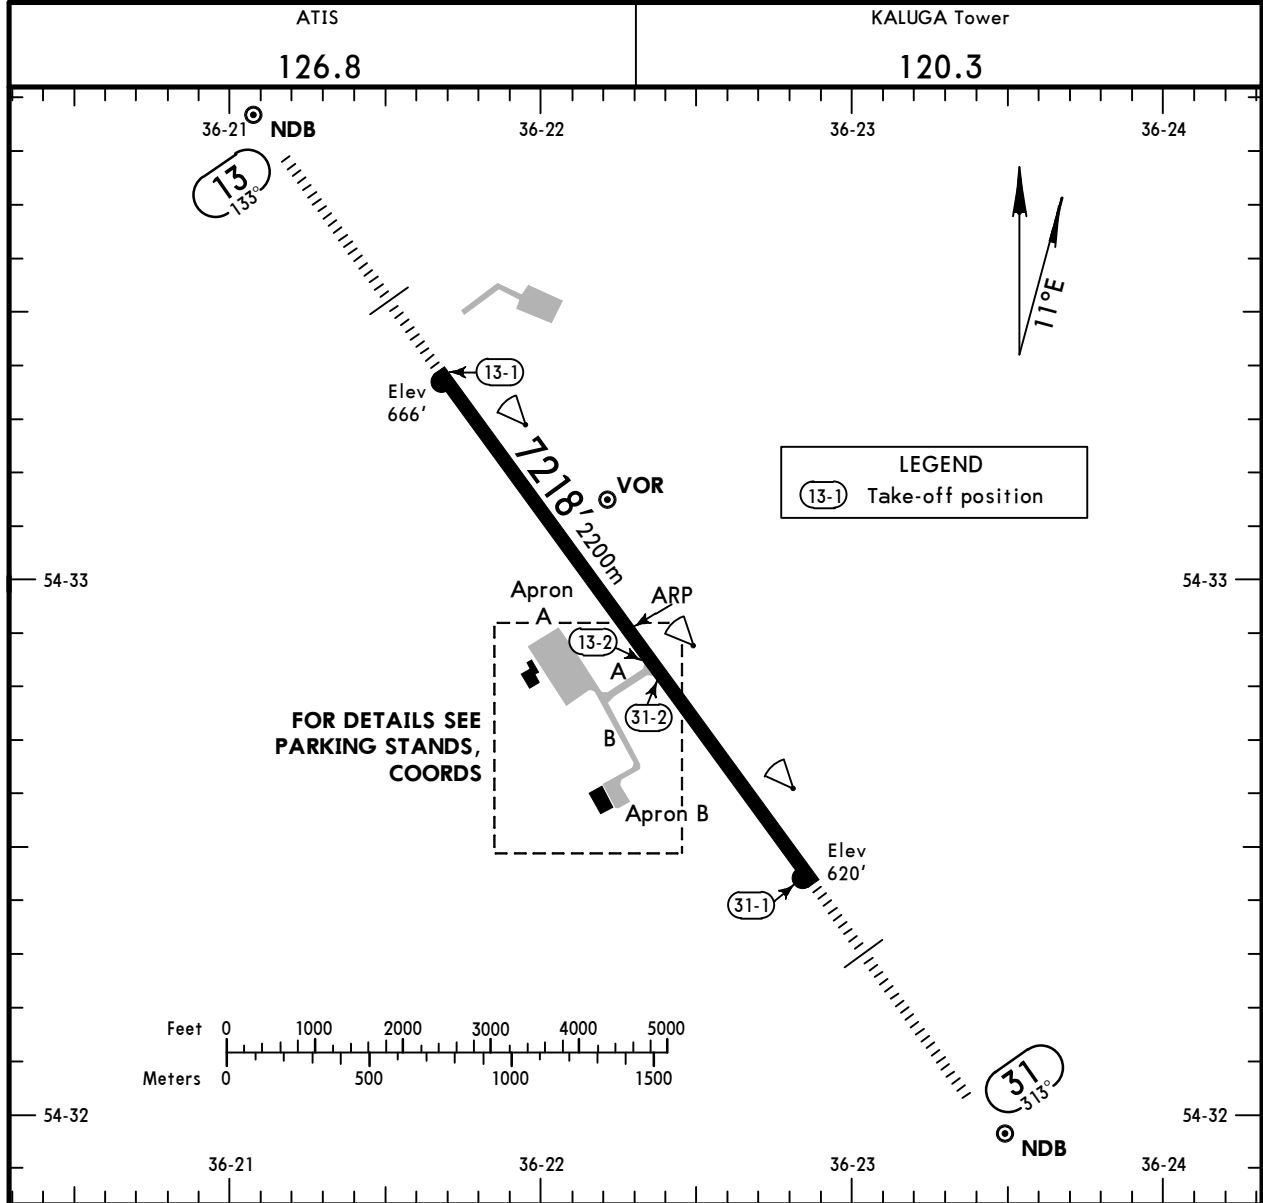 ATIS
KALUGA Tower
126.8
120.3
36-21
36-22
36-23
36-24
NDB
13
133°
11°E
13-1
Elev
666'
7218'
2200m
VOR
LEGEND
13-1 Take-off position
54-33
54-33
Apron
A
ARP
13-2
A
31-2
B
FOR DETAILS SEE
PARKING STANDS,
COORDS
Apron B
Elev
620'
31-1
Feet 0 1000 2000 3000 4000 5000
Meters 0 500 1000 1500
31
313°
54-32
54-32
NDB
36-21
36-22
36-23
36-24